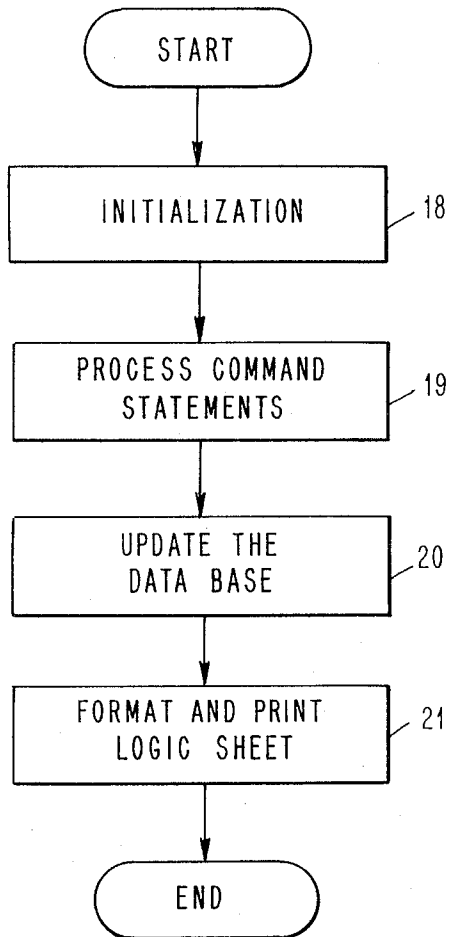 START
INITIALIZATION
18
PROCESS COMMAND
STATEMENTS
19
UPDATE THE
DATA BASE
20
FORMAT AND PRINT
LOGIC SHEET
21
END